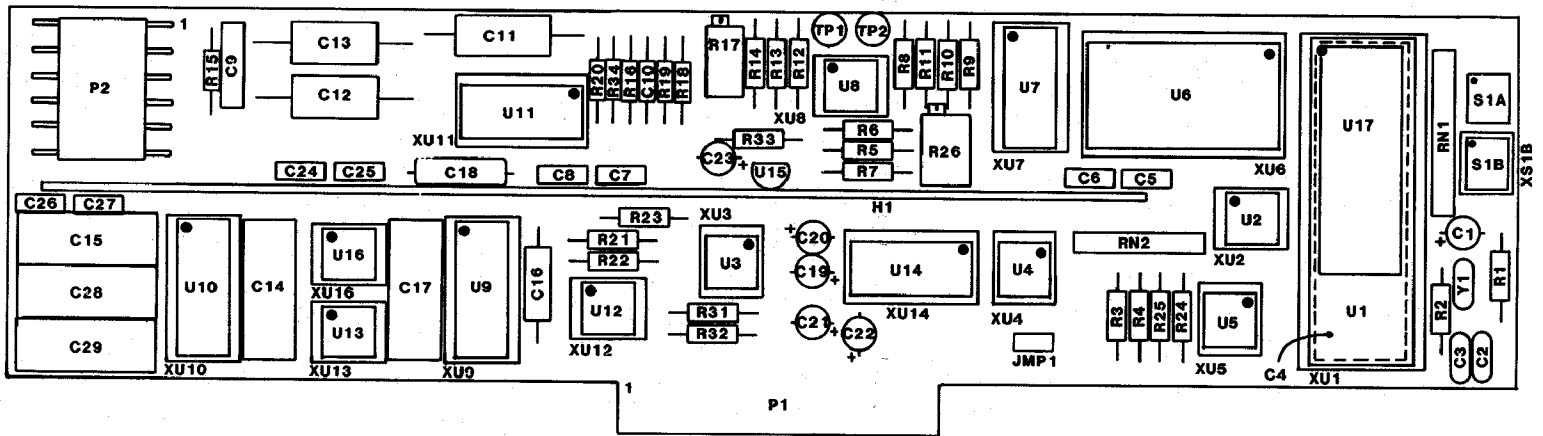 1
P2
R15
C9
C13
C12
C11
XU11
U11
R20
R34
R16
C10
R19
R18
R17
R14
R13
R12
TP1
TP2
XU8
U8
R8
R11
R10
R9
R33
C23
+
U15
R6
R5
R7
R26
U7
XU7
U6
XU6
U17
RN1
S1A
S1B
XS1B
C24
C25
C18
C8
C7
C6
C5
H1
C26
C27
C15
C28
C29
U10
XU10
C14
U16
XU16
U13
XU13
C17
U9
XU9
C16
R23
R21
R22
U12
XU12
XU3
U3
R31
R32
+
C20
C19
+
C21
+
C22
+
U14
XU14
U4
XU4
JMP1
RN2
R3
R4
R25
R24
U2
XU2
U5
XU5
C4
U1
XU1
+
C1
Y1
R1
R2
C3
C2
1
P1